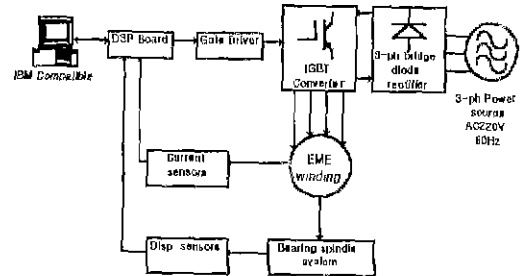 DSP Board
Gate Driver
IGBT
Converter
3-ph bridge
diode
rectifier
IBM Compatible
3-ph Power
source
AC220V
60Hz
Current
sensors
EME
winding
Disp. sensors
Bearing spindle
system